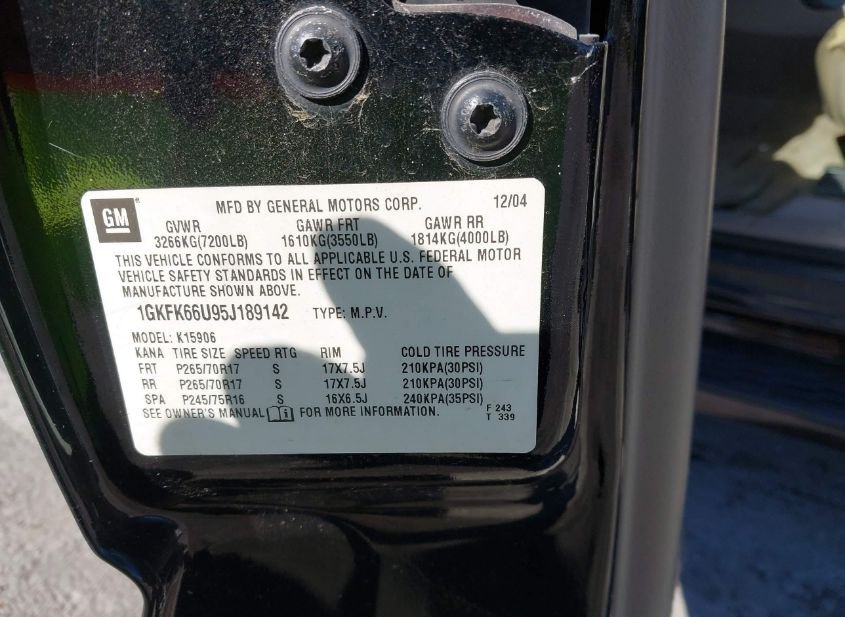 GM ®
MFD BY GENERAL MOTORS CORP. 12/04
GVWR GAWR FRT GAWR RR
3266KG(7200LB) 1610KG(3550LB) 1814KG(4000LB)
THIS VEHICLE CONFORMS TO ALL APPLICABLE U.S. FEDERAL MOTOR
VEHICLE SAFETY STANDARDS IN EFFECT ON THE DATE OF
MANUFACTURE SHOWN ABOVE.
1GKFK66U95J189142 TYPE: M.P.V.
MODEL: K15906
KANA TIRE SIZE SPEED RTG RIM COLD TIRE PRESSURE
FRT P265/70R17 S 17X7.5J 210KPA(30PSI)
RR P265/70R17 S 17X7.5J 210KPA(30PSI)
SPA P245/75R16 S 16X6.5J 240KPA(35PSI)
SEE OWNER'S MANUAL FOR MORE INFORMATION. F 243
T 339